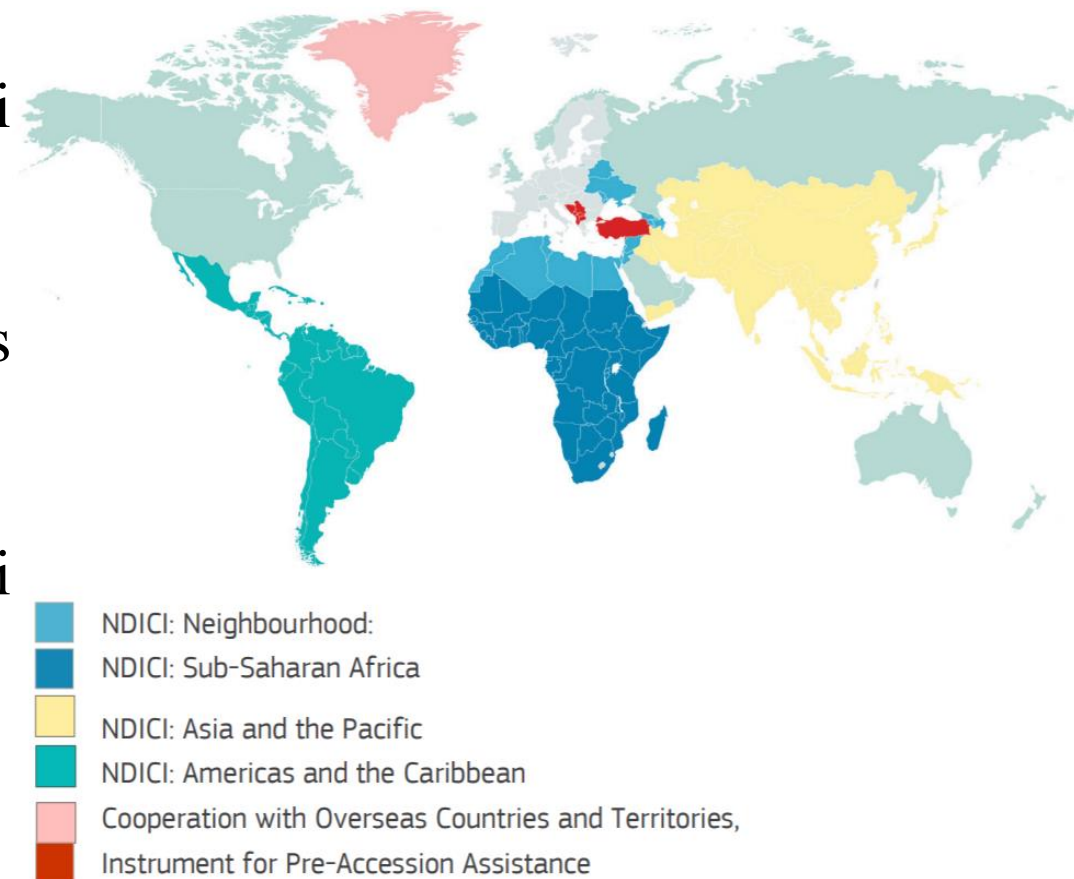 i
s
i
NDICI: Neighbourhood:
NDICI: Sub-Saharan Africa
NDICI: Asia and the Pacific
NDICI: Americas and the Caribbean
Cooperation with Overseas Countries and Territories,
Instrument for Pre-Accession Assistance